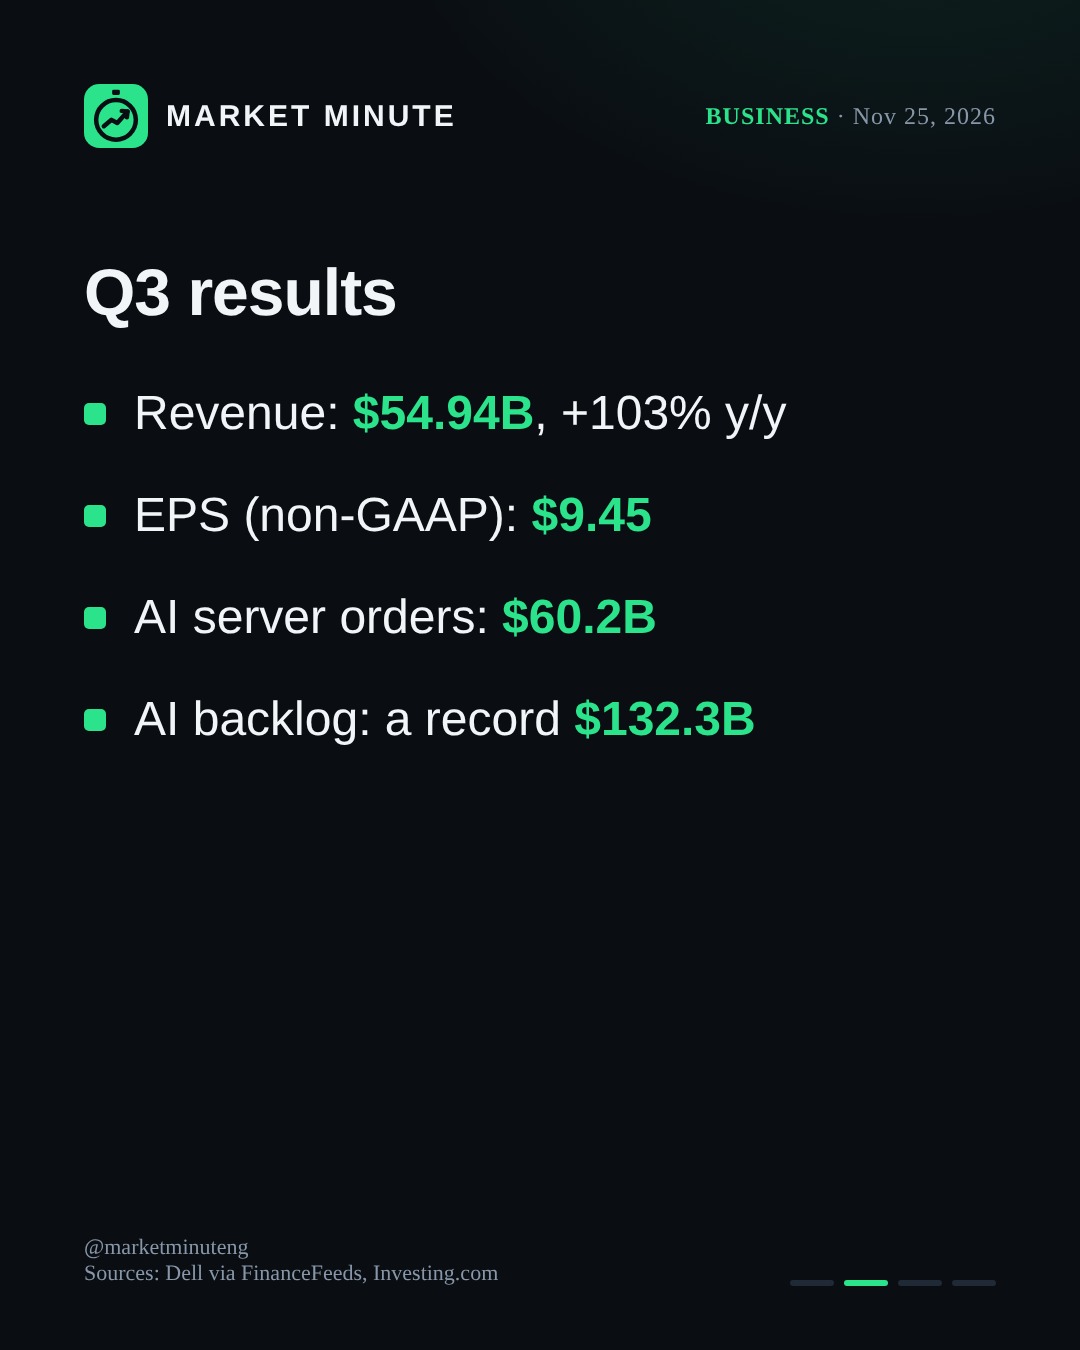 MARKET MINUTE
BUSINESS · Nov 25, 2026
Q3 results
Revenue: $54.94B, +103% y/y
EPS (non-GAAP): $9.45
AI server orders: $60.2B
AI backlog: a record $132.3B
@marketminuteng
Sources: Dell via FinanceFeeds, Investing.com